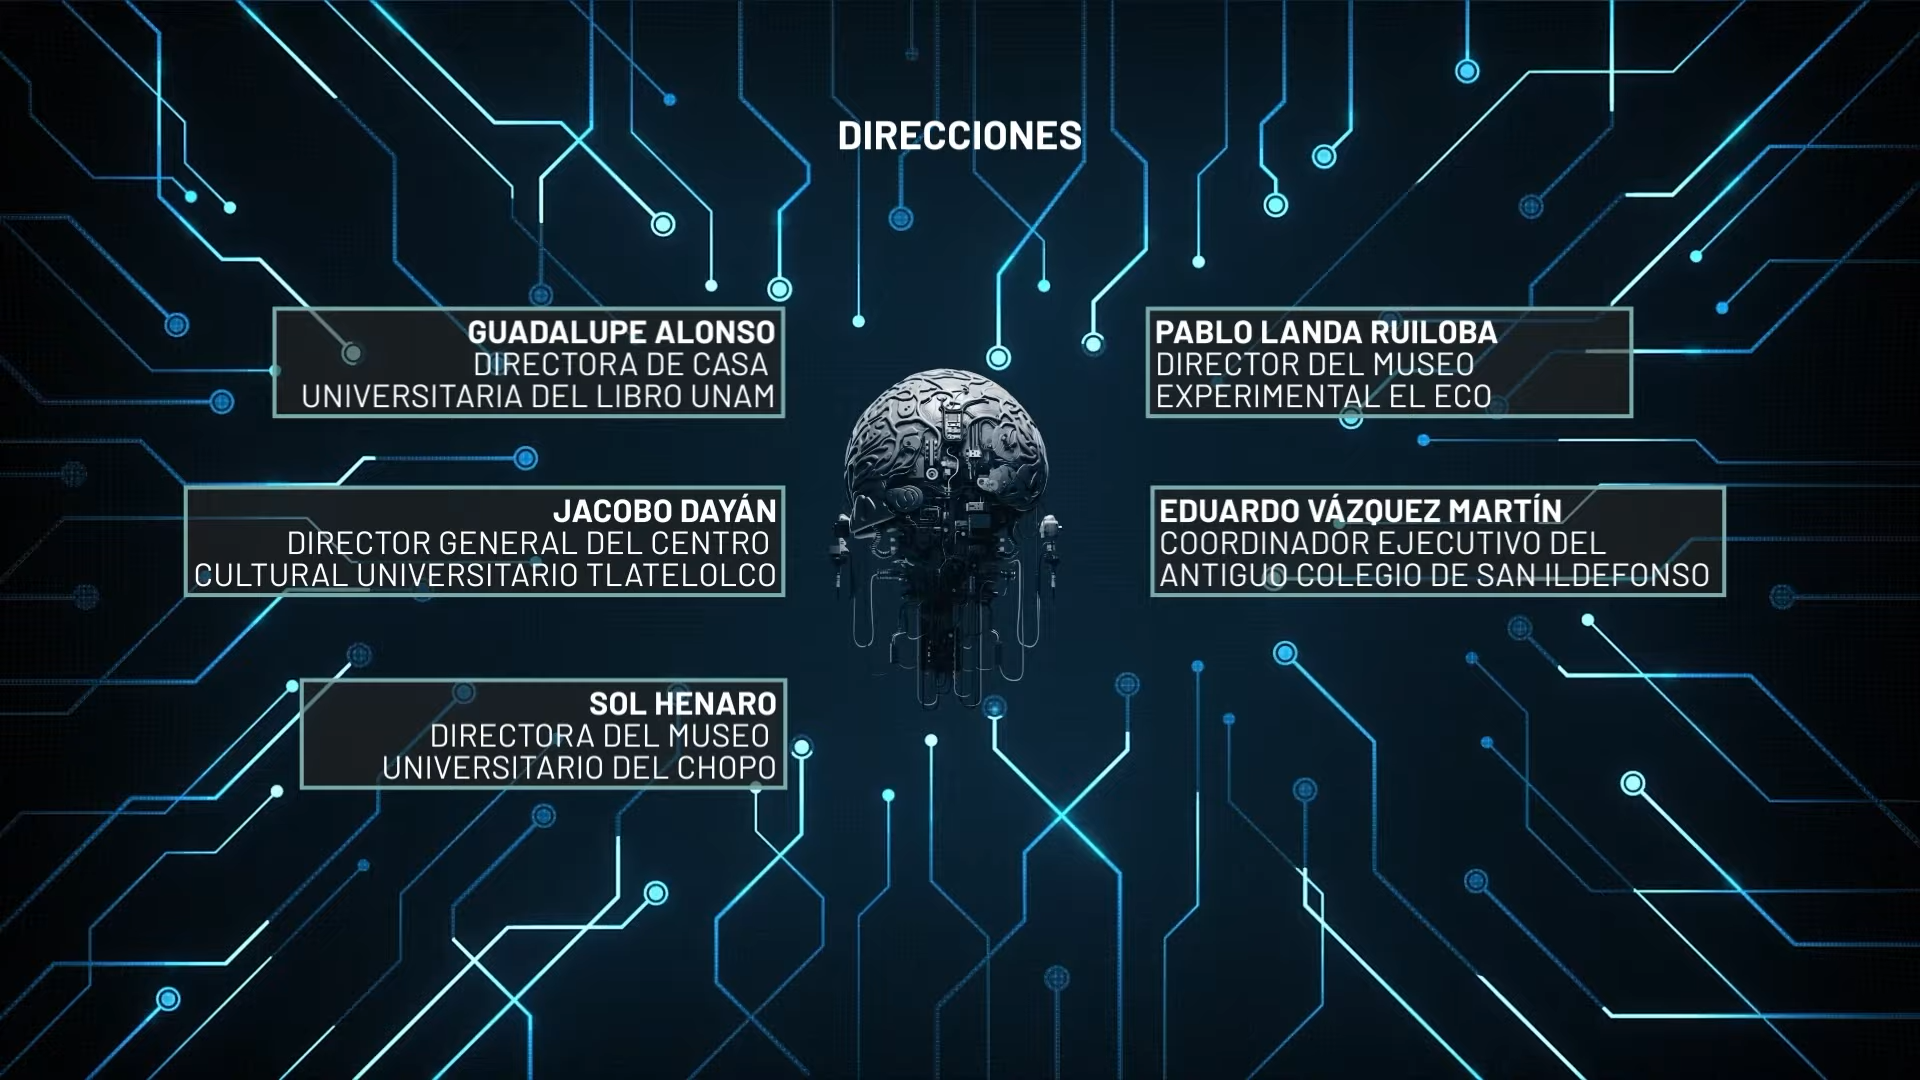 DIRECCIONES
GUADALUPE ALONSO
DIRECTORA DE CASA
UNIVERSITARIA DEL LIBRO UNAM
JACOBO DAYÁN
DIRECTOR GENERAL DEL CENTRO
CULTURAL UNIVERSITARIO TLATELOLCO
SOL HENARO
DIRECTORA DEL MUSEO
UNIVERSITARIO DEL CHOPO
PABLO LANDA RUILOBA
DIRECTOR DEL MUSEO
EXPERIMENTAL EL ECO
EDUARDO VÁZQUEZ MARTÍN
COORDINADOR EJECUTIVO DEL
ANTIGUO COLEGIO DE SAN ILDEFONSO